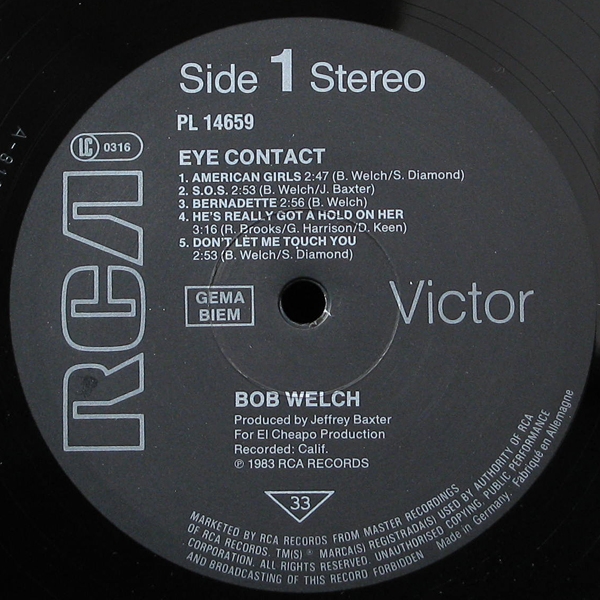 Side 1 Stereo
PL 14659
LC 0316
EYE CONTACT
1. AMERICAN GIRLS 2:47 (B. Welch/S. Diamond)
2. S.O.S. 2:53 (B. Welch/J. Baxter)
3. BERNADETTE 2:56 (B. Welch)
4. HE'S REALLY GOT A HOLD ON HER
3:16 (R. Brooks/G. Harrison/D. Keen)
5. DON'T LET ME TOUCH YOU
2:53 (B. Welch/S. Diamond)
RCA
GEMA
BIEM
Victor
BOB WELCH
Produced by Jeffrey Baxter
For El Cheapo Production
Recorded: Calif.
℗ 1983 RCA RECORDS
33
MARKETED BY RCA RECORDS FROM MASTER RECORDINGS
OF RCA RECORDS. TM(S) ® MARCA(S) REGISTRADA(S) USED BY AUTHORITY OF RCA
CORPORATION. ALL RIGHTS RESERVED. UNAUTHORISED COPYING PUBLIC PERFORMANCE
AND BROADCASTING OF THIS RECORD FORBIDDEN Made in Germany. Fabriqué en Allemagne